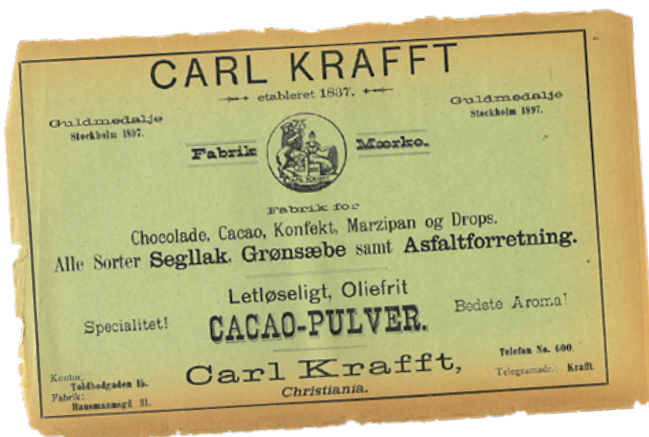 CARL KRAFFT
etableret 1837.
Guldmedalje
Stockholm 1897.
Guldmedalje
Stockholm 1897.
Fabrik Mærke.
CARL KRAFFT
Fabrik for
Chocolade, Cacao, Konfekt, Marzipan og Drops.
Alle Sorter Segllak, Grønsæbe samt Asfaltforretning.
Letløseligt, Oliefrit
Specialitet! CACAO-PULVER. Bedste Aroma!
Carl Krafft,
Christiania.
Kontor:
Toldbodgaden 15.
Fabrik:
Hausmannsgd. 31.
Telefon No. 600.
Telegramadr.: Krafft